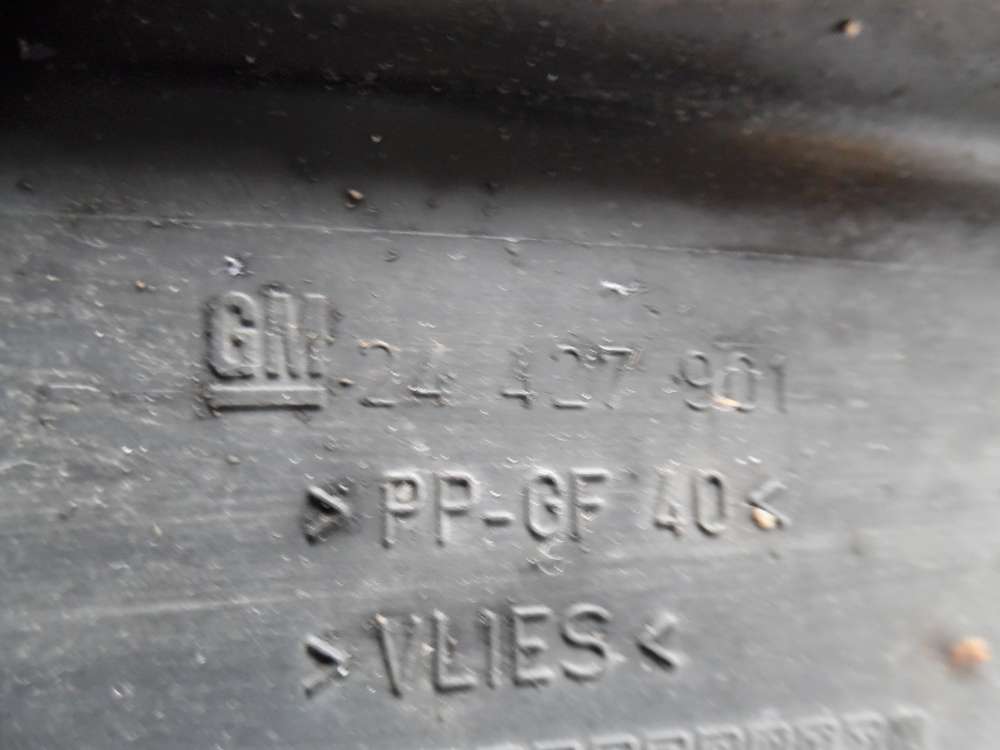 GM 24 427 901
>PP-GF 40<
>VLIES<